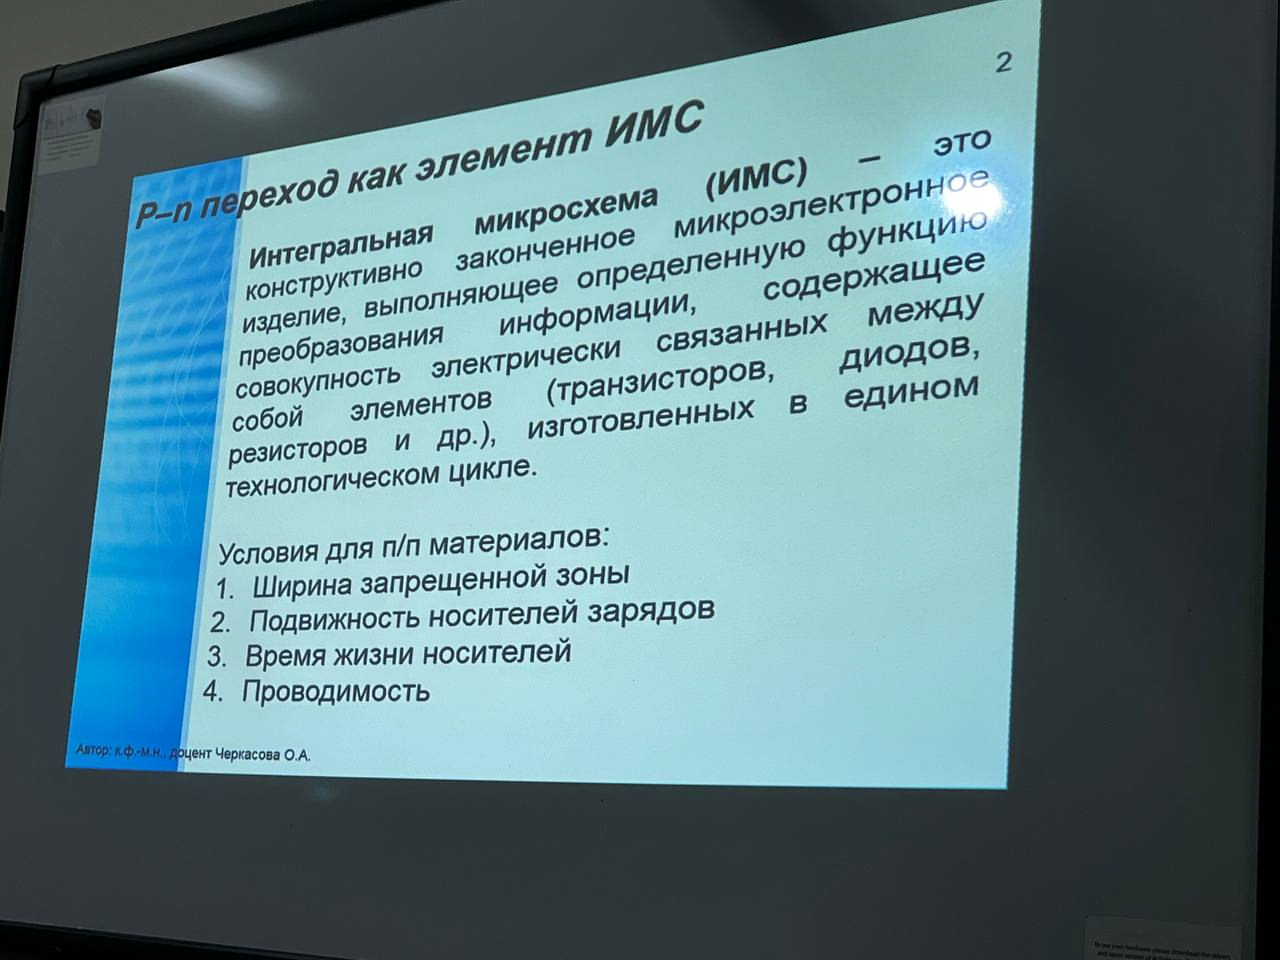 2
P–n переход как элемент ИМС
Интегральная микросхема (ИМС) – это
конструктивно законченное микроэлектронное
изделие, выполняющее определенную функцию
преобразования информации, содержащее
совокупность электрически связанных между
собой элементов (транзисторов, диодов,
резисторов и др.), изготовленных в едином
технологическом цикле.
Условия для п/п материалов:
1. Ширина запрещенной зоны
2. Подвижность носителей зарядов
3. Время жизни носителей
4. Проводимость
Автор: к.ф.-м.н., доцент Черкасова О.А.